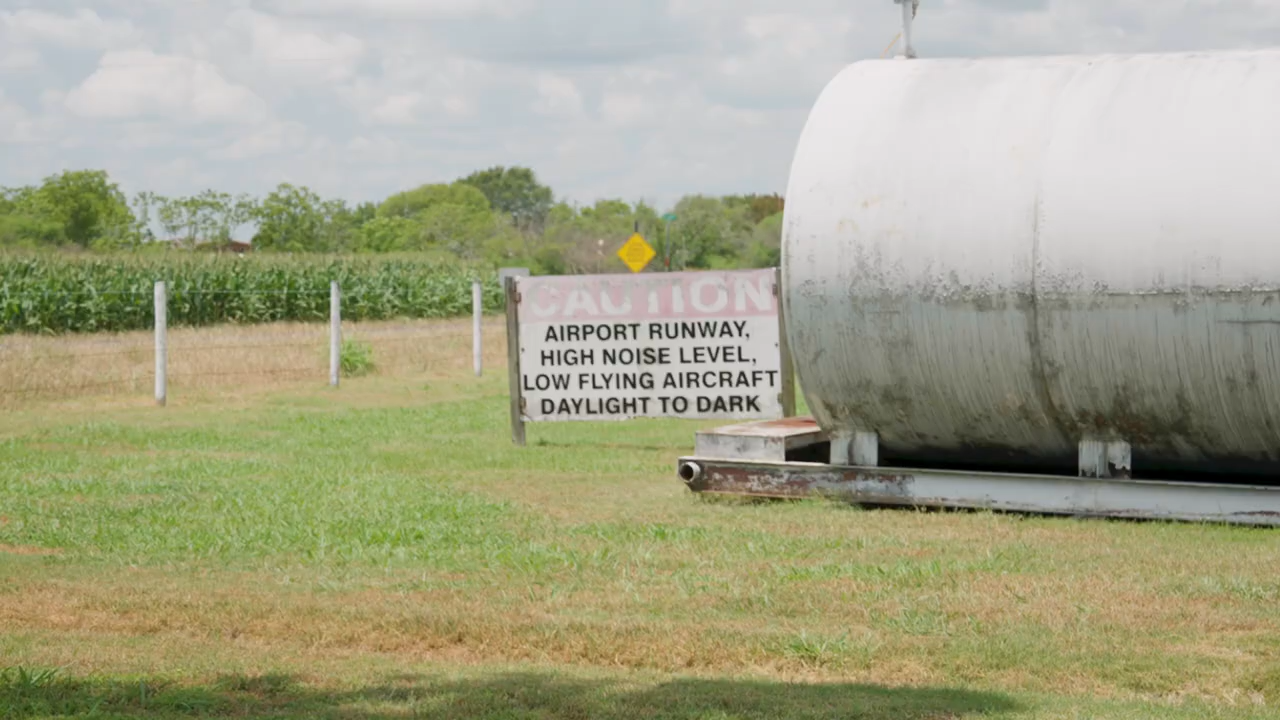 CAUTION
AIRPORT RUNWAY,
HIGH NOISE LEVEL,
LOW FLYING AIRCRAFT
DAYLIGHT TO DARK